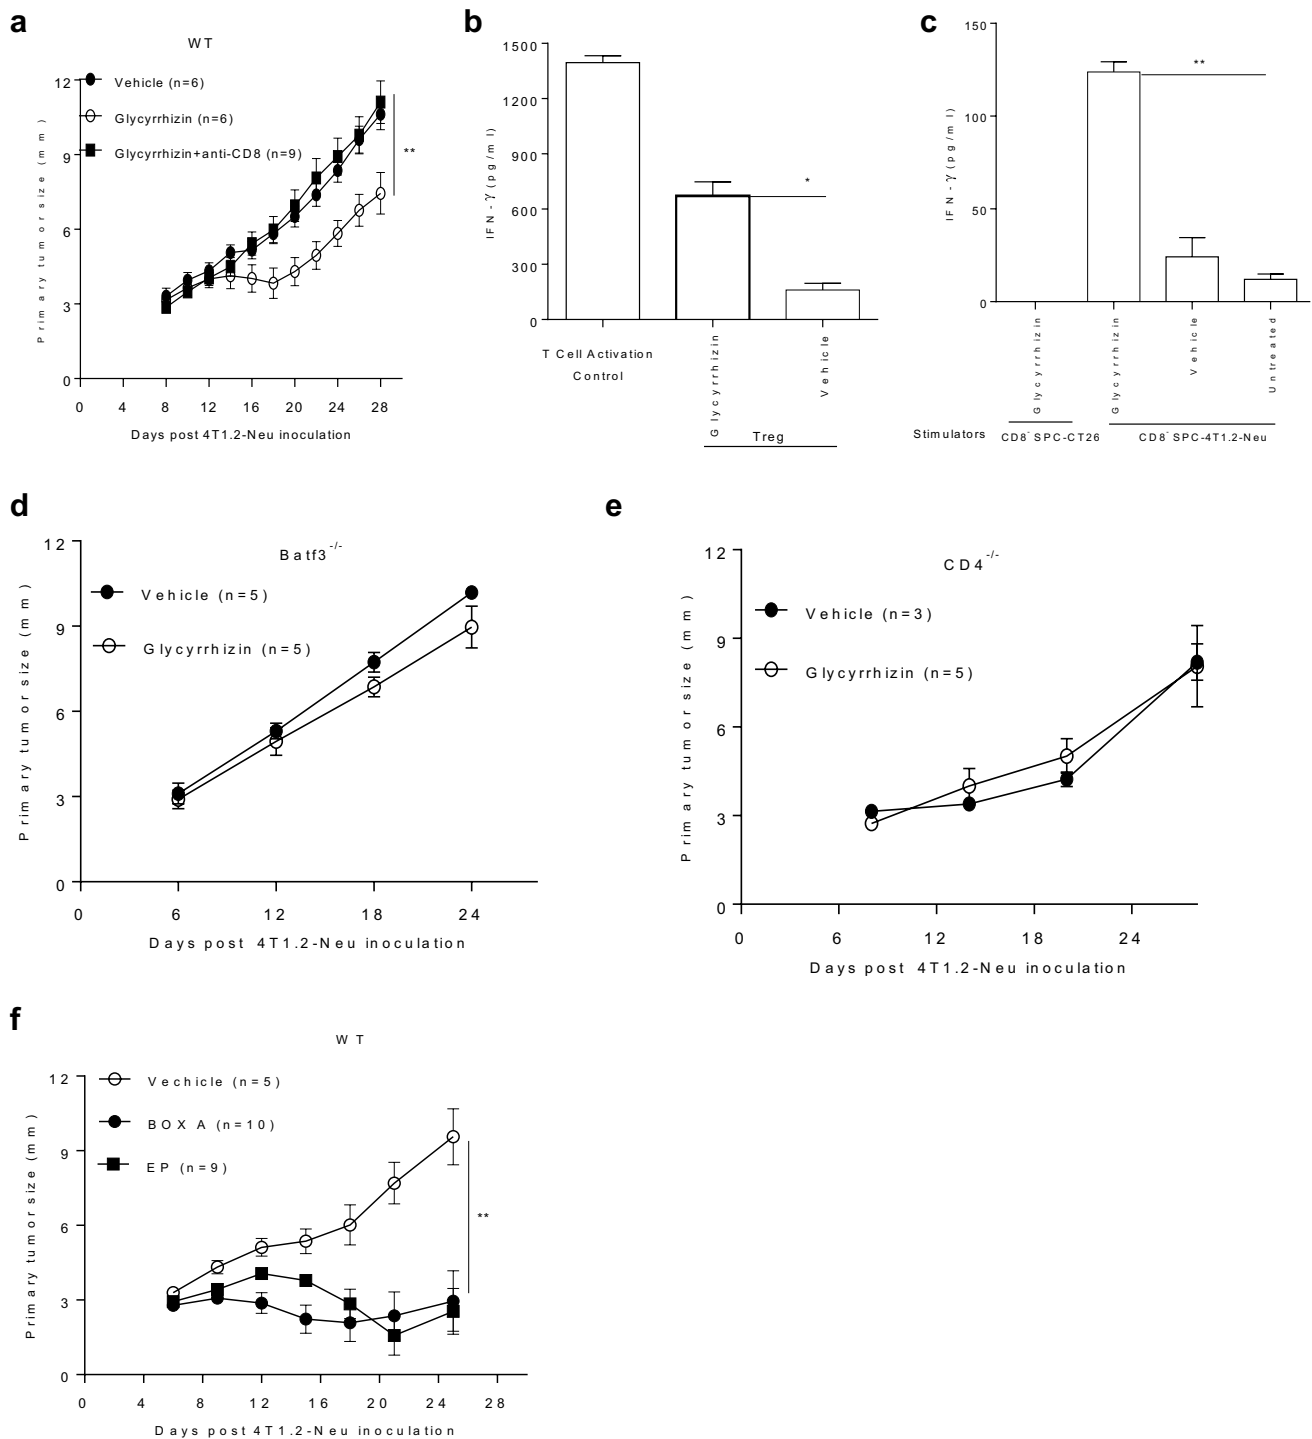 a
WT
Vehicle (n=6)
Glycyrrhizin (n=6)
Glycyrrhizin+anti-CD8 (n=9)
**
Primary tumor size (mm)
12
9
6
3
0
0 4 8 12 16 20 24 28
Days post 4T1.2-Neu inoculation
b
IFN-γ (pg/ml)
1500
1200
900
600
300
0
*
T Cell Activation
Control
Glycyrrhizin
Vehicle
Treg
c
IFN-γ (pg/ml)
150
100
50
0
**
Glycyrrhizin
Glycyrrhizin
Vehicle
Untreated
Stimulators
CD8⁻ SPC-CT26
CD8⁻ SPC-4T1.2-Neu
d
Batf3-/-
Vehicle (n=5)
Glycyrrhizin (n=5)
Primary tumor size (mm)
12
9
6
3
0
0 6 12 18 24
Days post 4T1.2-Neu inoculation
e
CD4-/-
Vehicle (n=3)
Glycyrrhizin (n=5)
Primary tumor size (mm)
12
9
6
3
0
0 6 12 18 24
Days post 4T1.2-Neu inoculation
f
WT
Vechicle (n=5)
BOX A (n=10)
EP (n=9)
**
Primary tumor size (mm)
12
9
6
3
0
0 4 8 12 16 20 24 28
Days post 4T1.2-Neu inoculation